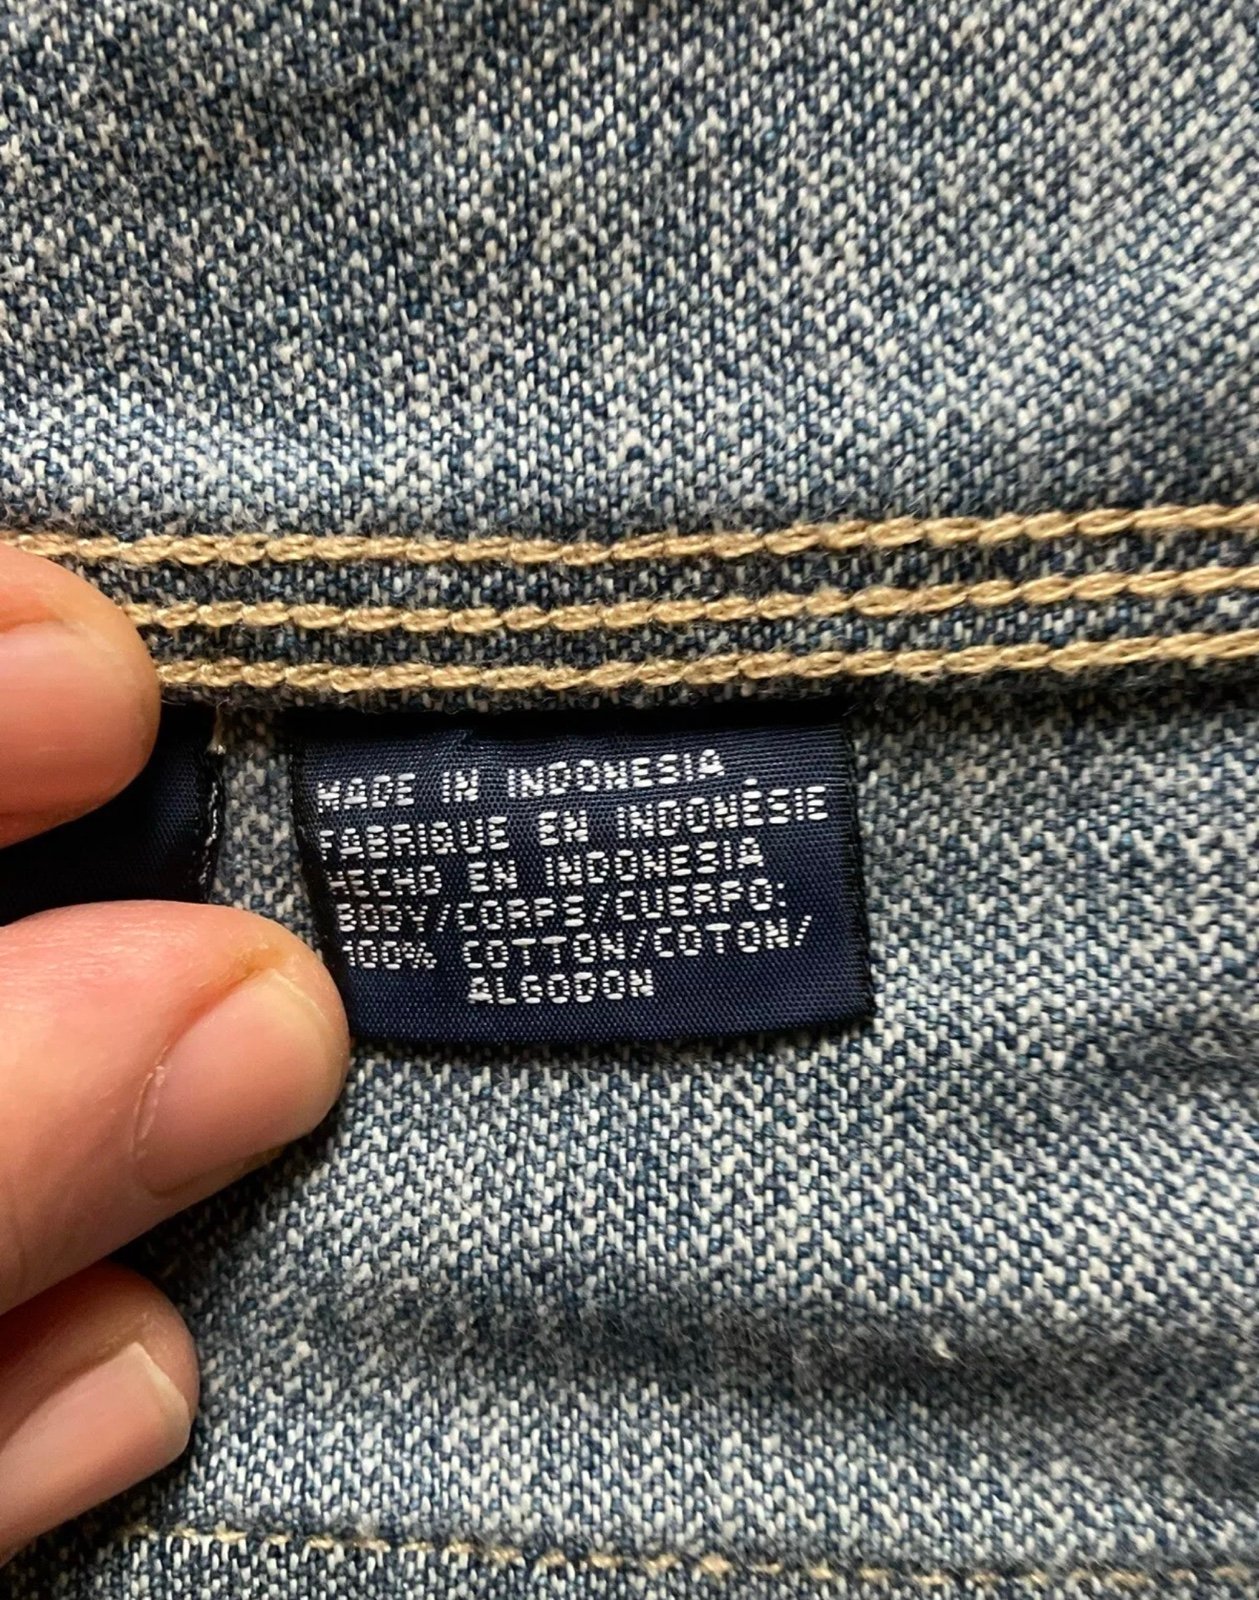 MADE IN INDONESIA
FABRIQUE EN INDONÉSIE
HECHO EN INDONESIA
BODY/CORPS/CUERPO:
100% COTTON/COTON/
ALGODON